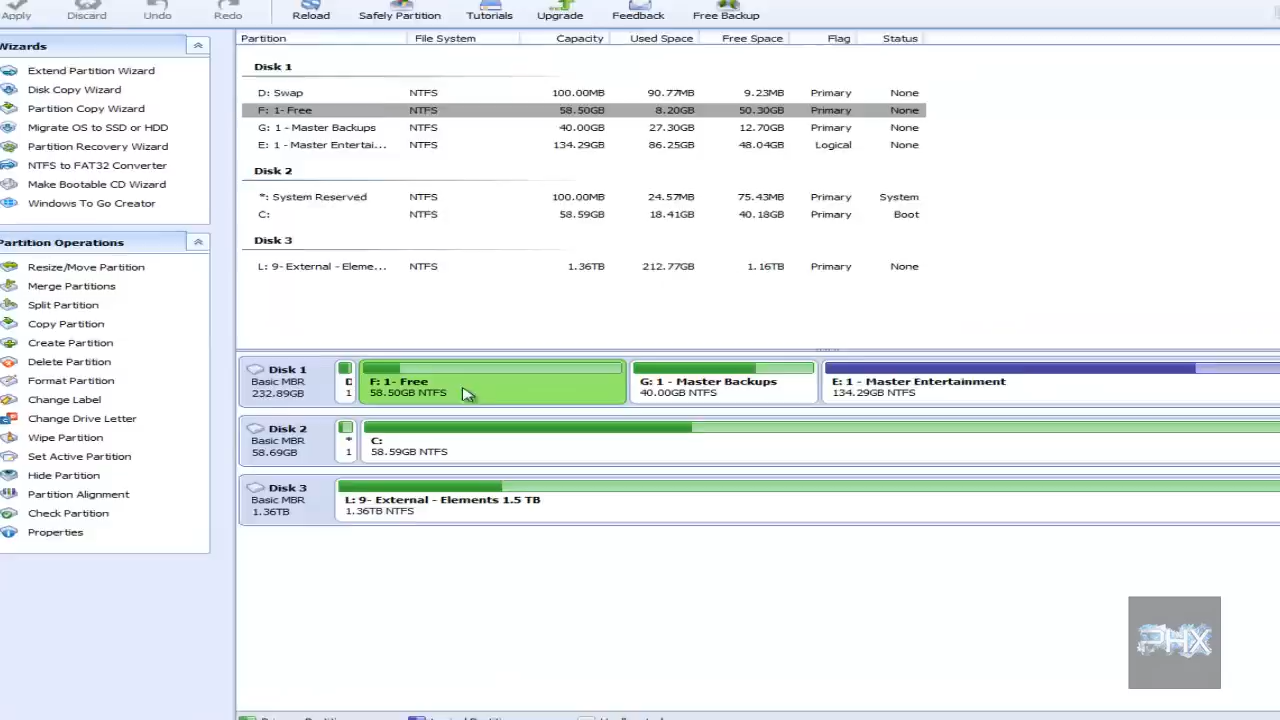 Apply Discard Undo Redo Reload Safely Partition Tutorials Upgrade Feedback Free Backup
Wizards
Extend Partition Wizard
Disk Copy Wizard
Partition Copy Wizard
Migrate OS to SSD or HDD
Partition Recovery Wizard
NTFS to FAT32 Converter
Make Bootable CD Wizard
Windows To Go Creator
Partition Operations
Resize/Move Partition
Merge Partitions
Split Partition
Copy Partition
Create Partition
Delete Partition
Format Partition
Change Label
Change Drive Letter
Wipe Partition
Set Active Partition
Hide Partition
Partition Alignment
Check Partition
Properties
Partition File System Capacity Used Space Free Space Flag Status
Disk 1
D: Swap NTFS 100.00MB 90.77MB 9.23MB Primary None
F: 1- Free NTFS 58.50GB 8.20GB 50.30GB Primary None
G: 1 - Master Backups NTFS 40.00GB 27.30GB 12.70GB Primary None
E: 1 - Master Entertai... NTFS 134.29GB 86.25GB 48.04GB Logical None
Disk 2
*: System Reserved NTFS 100.00MB 24.57MB 75.43MB Primary System
C: NTFS 58.59GB 18.41GB 40.18GB Primary Boot
Disk 3
L: 9- External - Eleme... NTFS 1.36TB 212.77GB 1.16TB Primary None
Disk 1
Basic MBR
232.89GB
1
F: 1- Free
58.50GB NTFS
G: 1 - Master Backups
40.00GB NTFS
E: 1 - Master Entertainment
134.29GB NTFS
Disk 2
Basic MBR
58.69GB
*
1
C:
58.59GB NTFS
Disk 3
Basic MBR
1.36TB
L: 9- External - Elements 1.5 TB
1.36TB NTFS
PHX